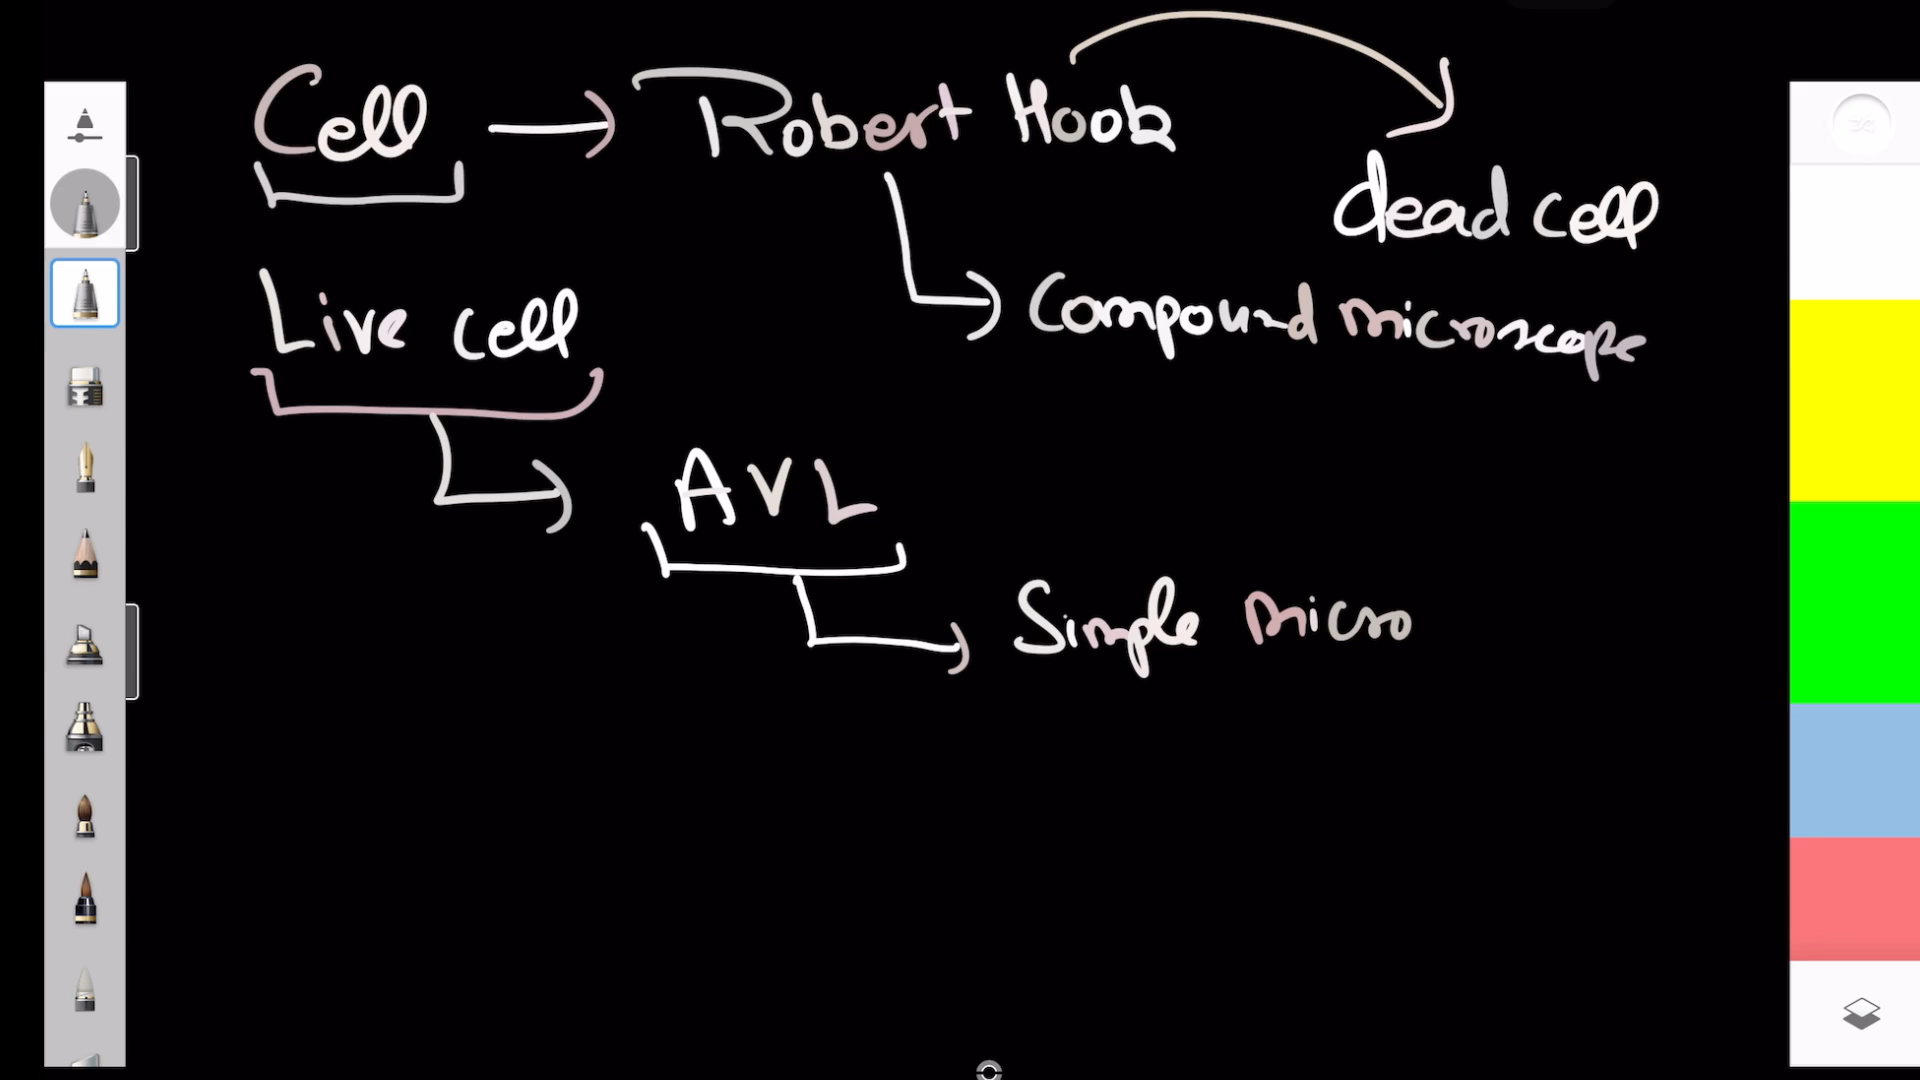 Cell → Robert Hook
dead cell
Live cell
Compound microscope
AVL
Simple micro